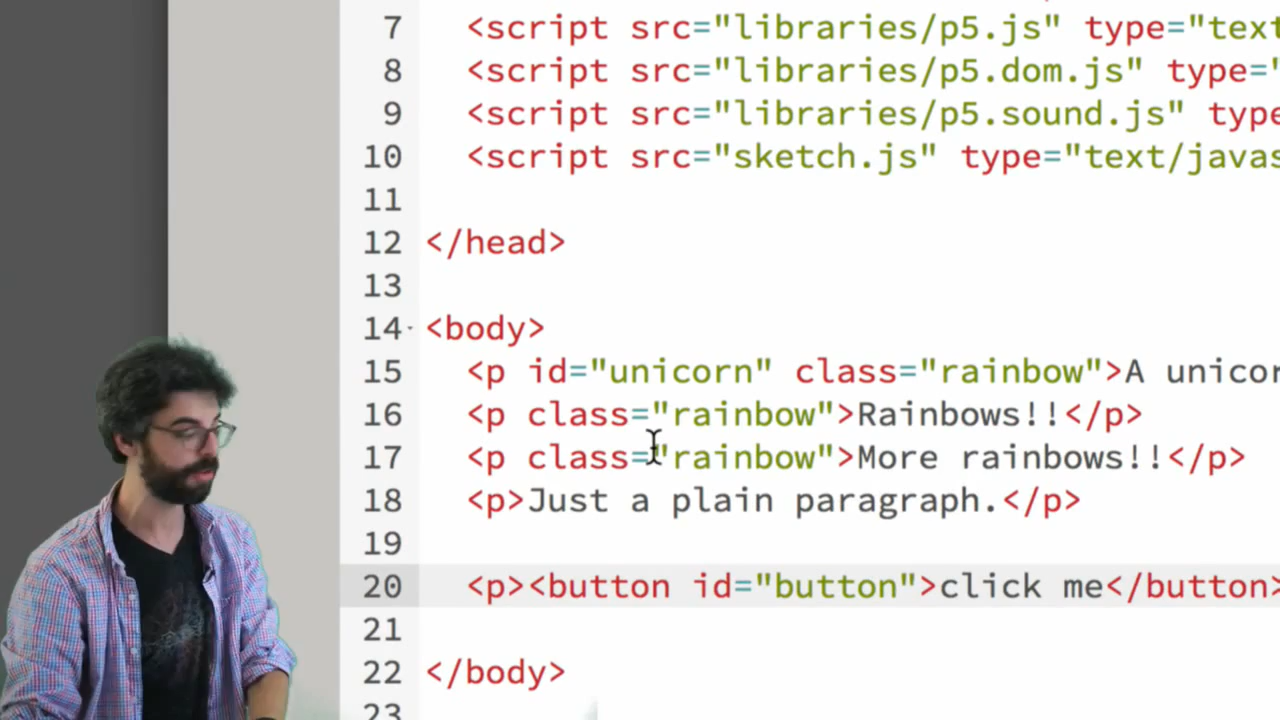 7 <script src="libraries/p5.js" type="text
8 <script src="libraries/p5.dom.js" type="
9 <script src="libraries/p5.sound.js" type
10 <script src="sketch.js" type="text/javas
11
12 </head>
13
14 <body>
15 <p id="unicorn" class="rainbow">A unicor
16 <p class="rainbow">Rainbows!!</p>
17 <p class="rainbow">More rainbows!!</p>
18 <p>Just a plain paragraph.</p>
19
20 <p><button id="button">click me</button>
21
22 </body>
23